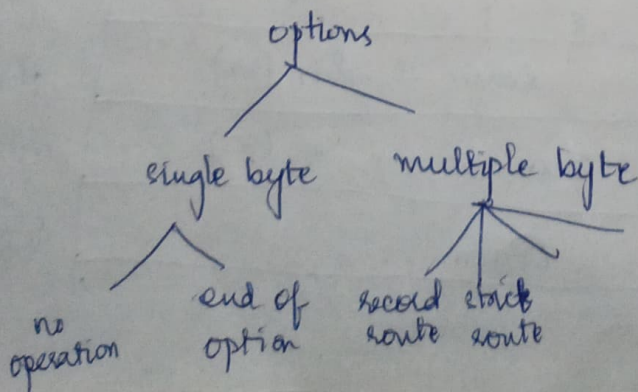 options
single byte
multiple byte
no
operation
end of
option
record
route
strict
route